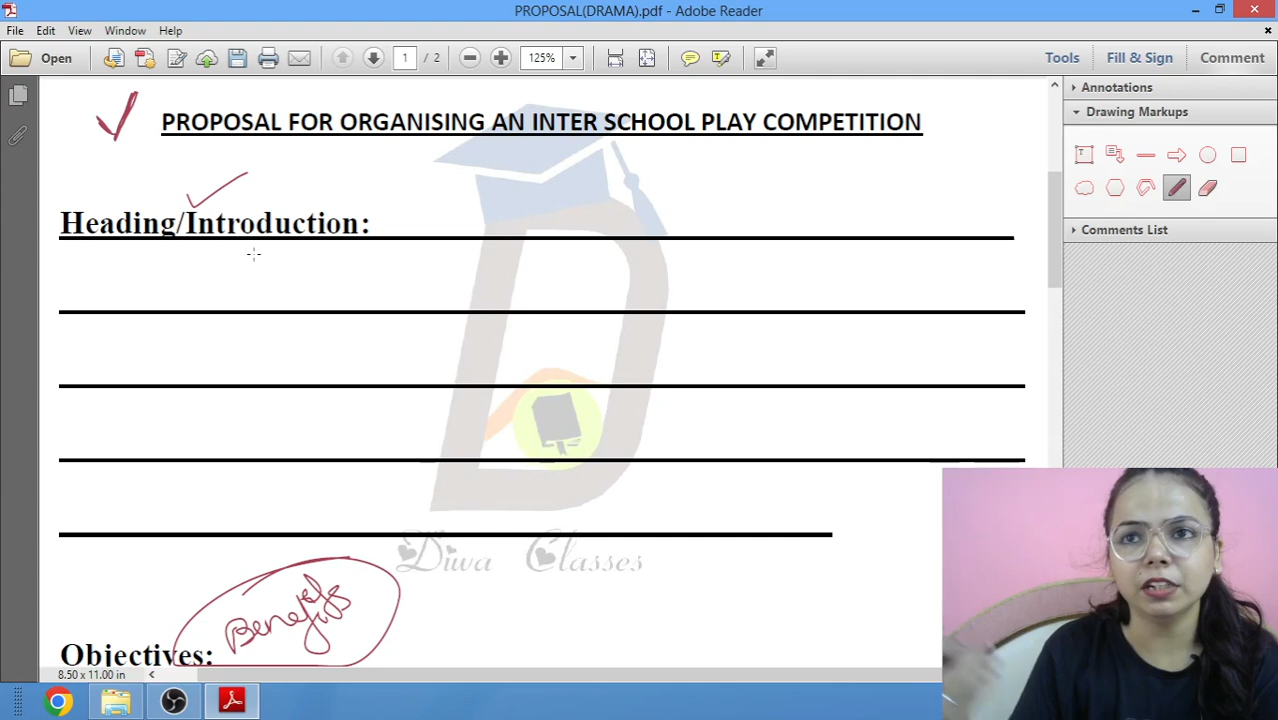 PROPOSAL(DRAMA).pdf - Adobe Reader
File Edit View Window Help
Open 1 / 2 125% Tools Fill & Sign Comment
PROPOSAL FOR ORGANISING AN INTER SCHOOL PLAY COMPETITION
Heading/Introduction:
Diwa Classes
Benefits
Objectives:
8.50 x 11.00 in
Annotations
Drawing Markups
T
Comments List